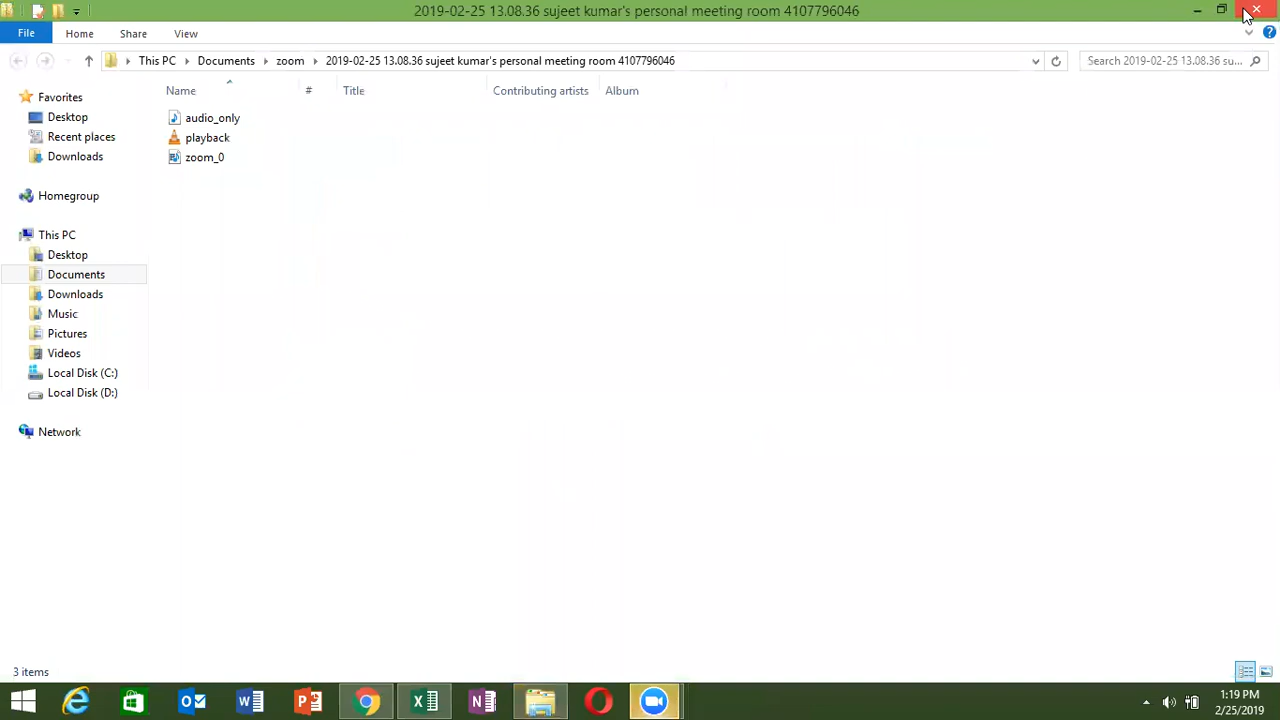 2019-02-25 13.08.36 sujeet kumar's personal meeting room 4107796046
File Home Share View
This PC Documents zoom 2019-02-25 13.08.36 sujeet kumar's personal meeting room 4107796046
Search 2019-02-25 13.08.36 su...
Name # Title Contributing artists Album
audio_only
playback
zoom_0
Favorites
Desktop
Recent places
Downloads
Homegroup
This PC
Desktop
Documents
Downloads
Music
Pictures
Videos
Local Disk (C:)
Local Disk (D:)
Network
3 items
1:19 PM
2/25/2019